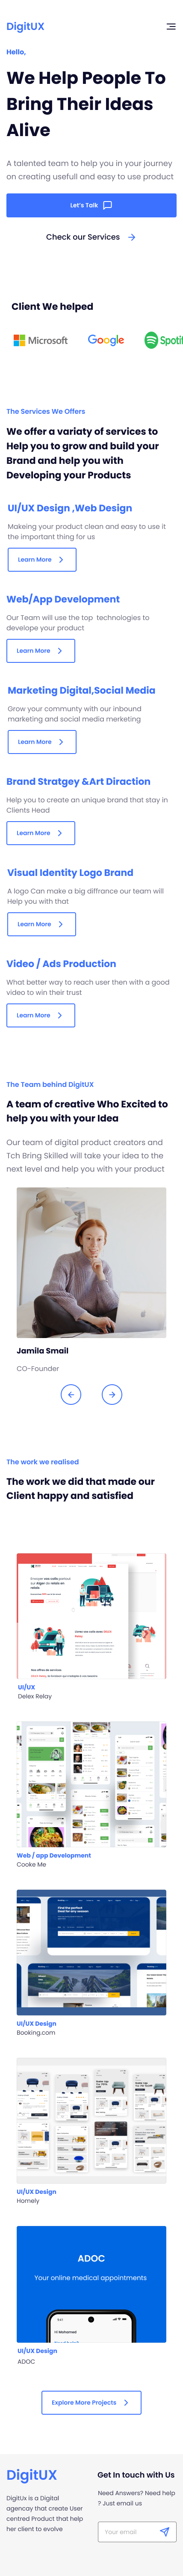 DigitUX
Hello,
We Help People To
Bring Their Ideas
Alive
A talented team to help you in your journey
on creating usefull and easy to use product
Let's Talk
Check our Services
Client We helped
Microsoft
Google
Spotif
The Services We Offers
We offer a variaty of services to
Help you to grow and build your
Brand and help you with
Developing your Products
UI/UX Design ,Web Design
Makeing your product clean and easy to use it
the important thing for us
Learn More
Web/App Development
Our Team will use the top technologies to
develope your product
Learn More
Marketing Digital,Social Media
Grow your communty with our inbound
marketing and social media merketing
Learn More
Brand Stratgey &Art Diraction
Help you to create an unique brand that stay in
Clients Head
Learn More
Visual Identity Logo Brand
A logo Can make a big diffrance our team will
Help you with that
Learn More
Video / Ads Production
What better way to reach user then with a good
video to win their trust
Learn More
The Team behind DigitUX
A team of creative Who Excited to
help you with your Idea
Our team of digital product creators and
Tch Bring Skilled will take your idea to the
next level and help you with your product
Jamila Smail
CO-Founder
The work we realised
The work we did that made our
Client happy and satisfied
UI/UX
Delex Relay
Web / app Development
Cooke Me
Find the perfect
deal for any season
UI/UX Design
Booking.com
UI/UX Design
Homely
ADOC
Your online medical appointments
Hi Mohamed
UI/UX Design
ADOC
Explore More Projects
DigitUX
DigitUx is a Digital
agencay that create User
centred Product that help
her client to evolve
Get In touch with Us
Need Answers? Need help
? Just email us
Your email